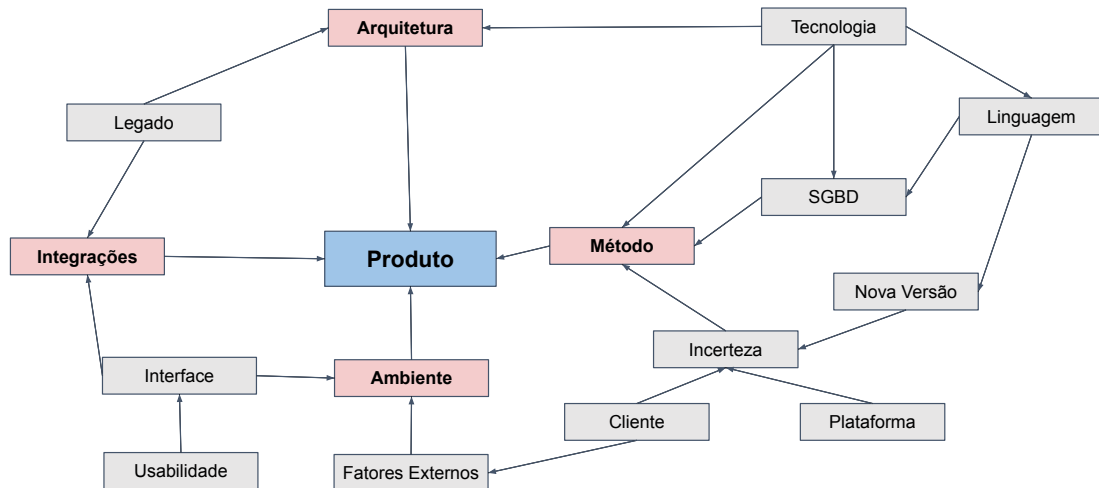 Arquitetura
Tecnologia
Legado
Linguagem
SGBD
Integrações
Produto
Método
Nova Versão
Incerteza
Interface
Ambiente
Cliente
Plataforma
Usabilidade
Fatores Externos